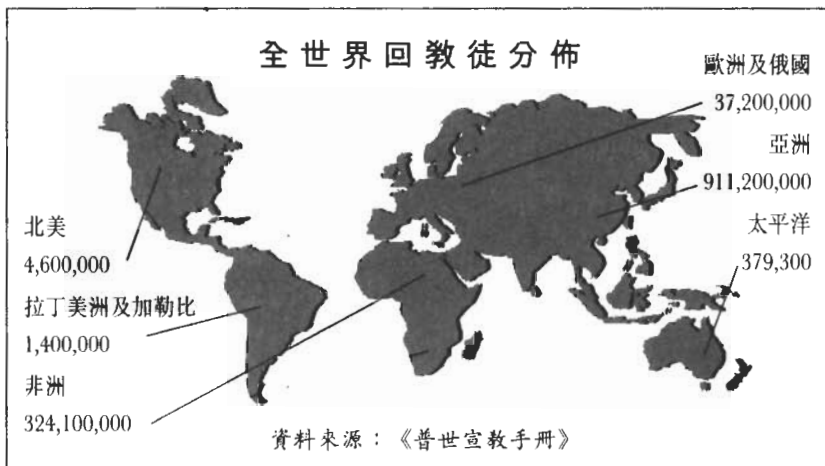 全世界回教徒分佈
歐洲及俄國
37,200,000
亞洲
911,200,000
太平洋
379,300
北美
4,600,000
拉丁美洲及加勒比
1,400,000
非洲
324,100,000
資料來源：《普世宣教手冊》